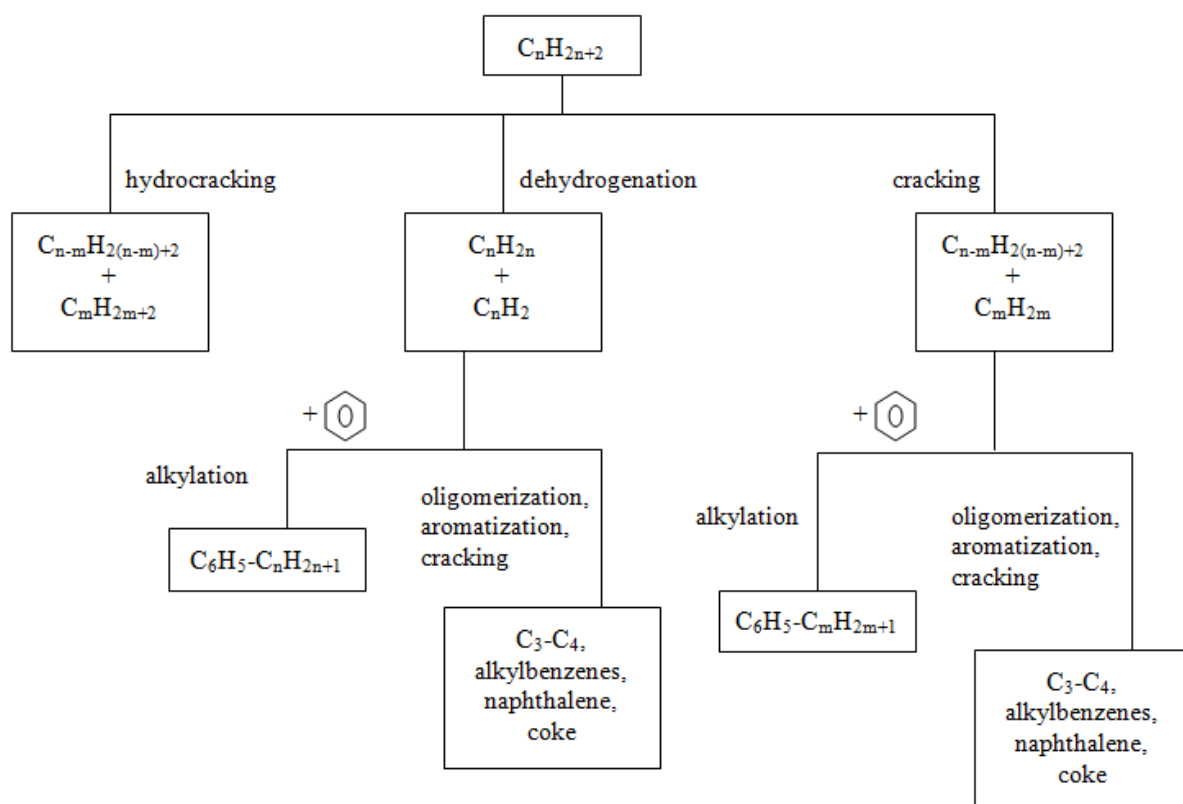 CₙH₂ₙ₊₂
hydrocracking
dehydrogenation
cracking
Cₙ₋ₘH₂₍ₙ₋ₘ₎₊₂
+
CₘH₂ₘ₊₂
CₙH₂ₙ
+
CₙH₂
Cₙ₋ₘH₂₍ₙ₋ₘ₎₊₂
+
CₘH₂ₘ
+
alkylation
oligomerization,
aromatization,
cracking
C₆H₅-CₙH₂ₙ₊₁
C₃-C₄,
alkylbenzenes,
naphthalene,
coke
+
alkylation
oligomerization,
aromatization,
cracking
C₆H₅-CₘH₂ₘ₊₁
C₃-C₄,
alkylbenzenes,
naphthalene,
coke